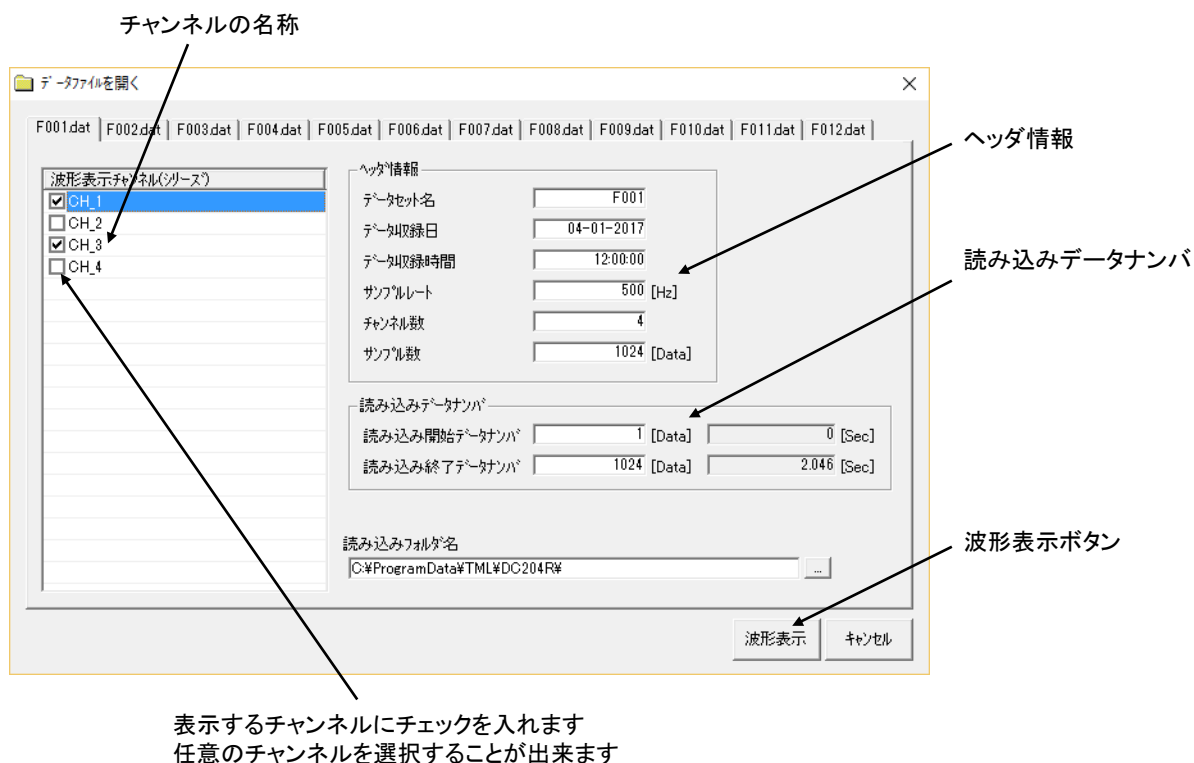 チャンネルの名称
データファイルを開く
F001.dat F002.dat F003.dat F004.dat F005.dat F006.dat F007.dat F008.dat F009.dat F010.dat F011.dat F012.dat
ヘッダ情報
波形表示チャンネル(シリーズ)
CH_1
CH_2
CH_3
CH_4
ヘッダ情報
データセット名 F001
データ収録日 04-01-2017
データ収録時間 12:00:00
サンプルレート 500 [Hz]
チャンネル数 4
サンプル数 1024 [Data]
読み込みデータナンバ
読み込みデータナンバ
読み込み開始データナンバ 1 [Data] 0 [Sec]
読み込み終了データナンバ 1024 [Data] 2.046 [Sec]
読み込みフォルダ名
C:¥ProgramData¥TML¥DC204R¥ ...
波形表示ボタン
波形表示 キャンセル
表示するチャンネルにチェックを入れます
任意のチャンネルを選択することが出来ます